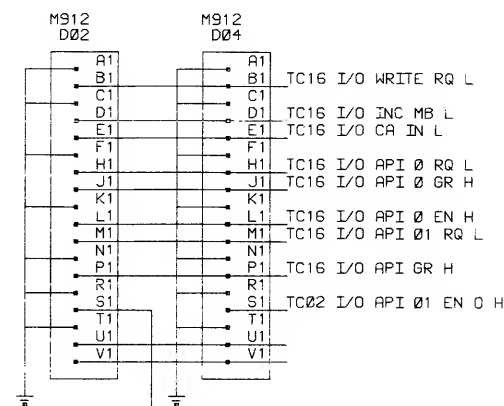 M912 M912
DØ2 DØ4
A1 A1
B1 B1 TC16 I/O WRITE RQ L
C1 C1
D1 D1 TC16 I/O INC MB L
E1 E1 TC16 I/O CA IN L
F1 F1
H1 H1 TC16 I/O API Ø RQ L
J1 J1 TC16 I/O API Ø GR H
K1 K1
L1 L1 TC16 I/O API Ø EN H
M1 M1 TC16 I/O API Ø1 RQ L
N1 N1
P1 P1 TC16 I/O API GR H
R1 R1
S1 S1 TCØ2 I/O API Ø1 EN O H
T1 T1
U1 U1
V1 V1